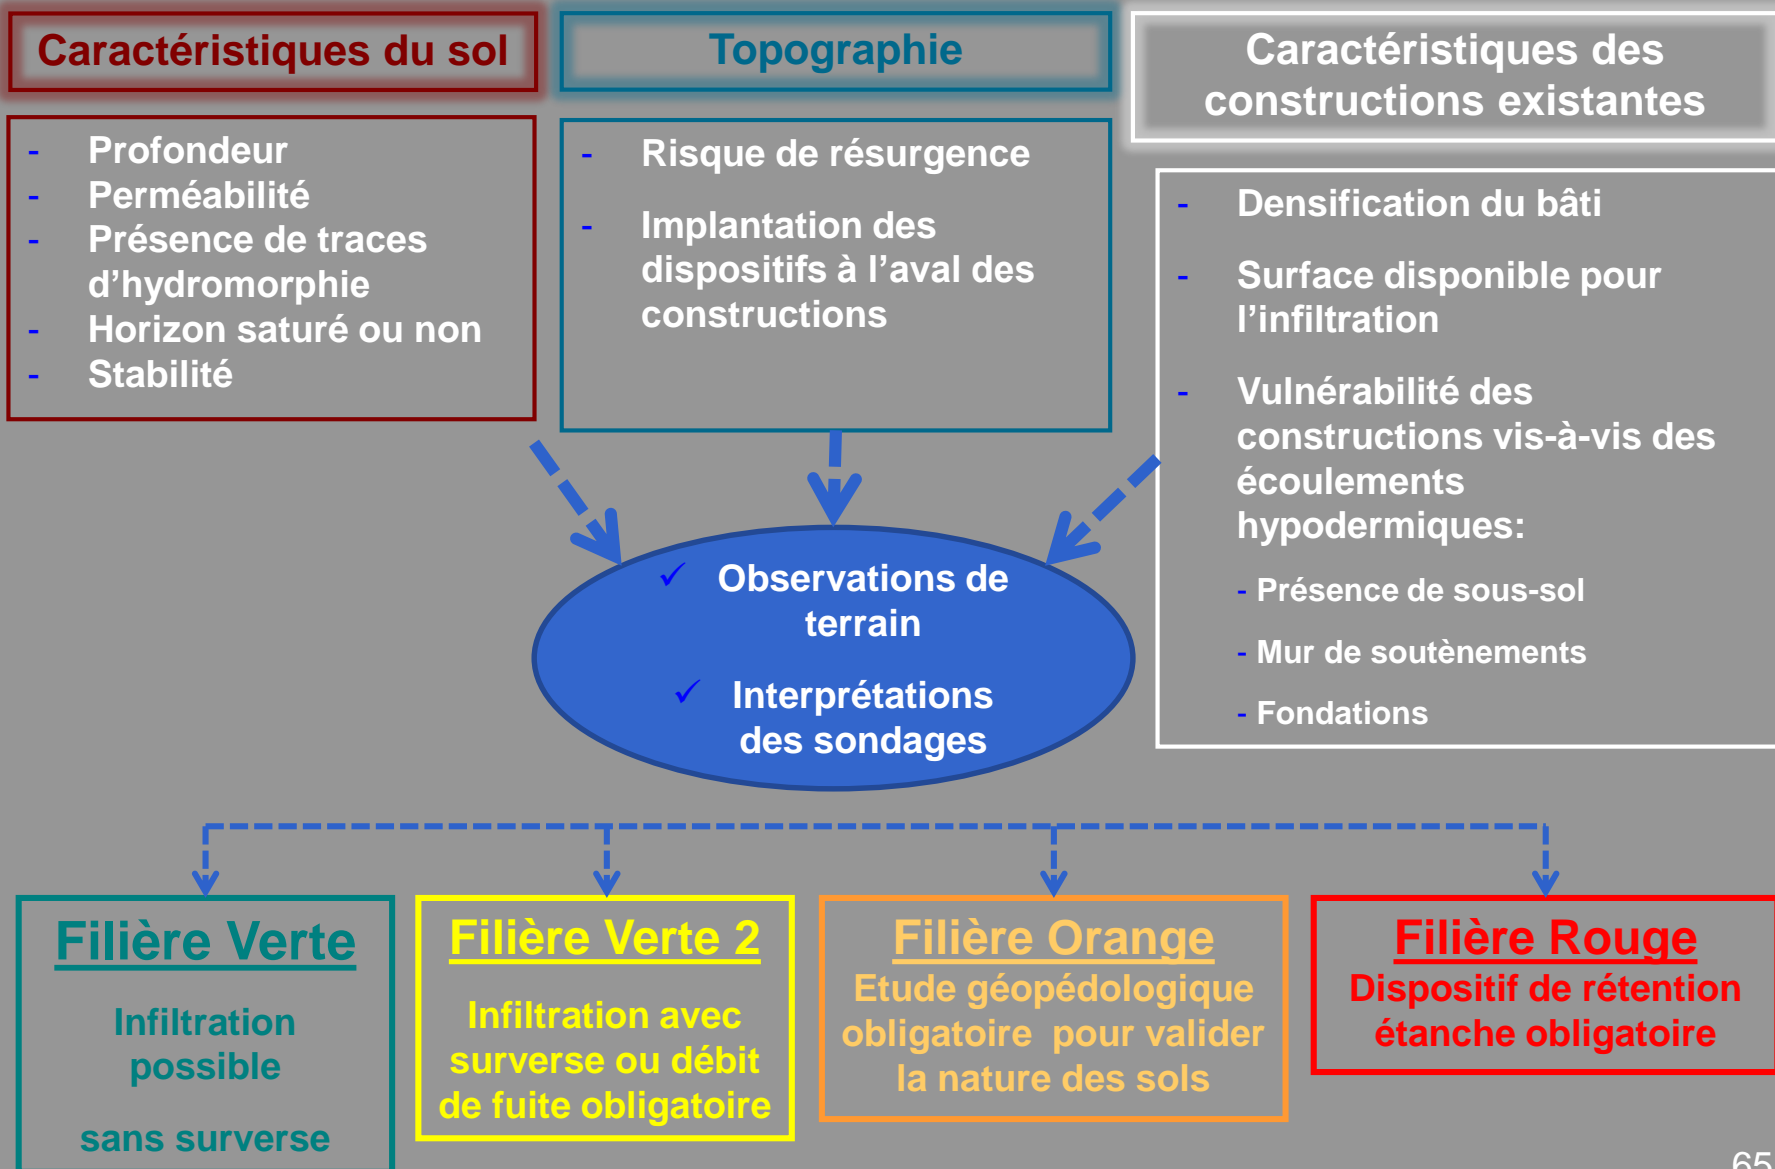 Caractéristiques du sol
- Profondeur
- Perméabilité
- Présence de traces
d’hydromorphie
- Horizon saturé ou non
- Stabilité
Topographie
- Risque de résurgence
- Implantation des
dispositifs à l’aval des
constructions
Caractéristiques des
constructions existantes
- Densification du bâti
- Surface disponible pour
l’infiltration
- Vulnérabilité des
constructions vis-à-vis des
écoulements
hypodermiques:
- Présence de sous-sol
- Mur de soutènements
- Fondations
✓ Observations de
terrain
✓ Interprétations
des sondages
Filière Verte
Infiltration
possible
sans surverse
Filière Verte 2
Infiltration avec
surverse ou débit
de fuite obligatoire
Filière Orange
Etude géopédologique
obligatoire pour valider
la nature des sols
Filière Rouge
Dispositif de rétention
étanche obligatoire
65